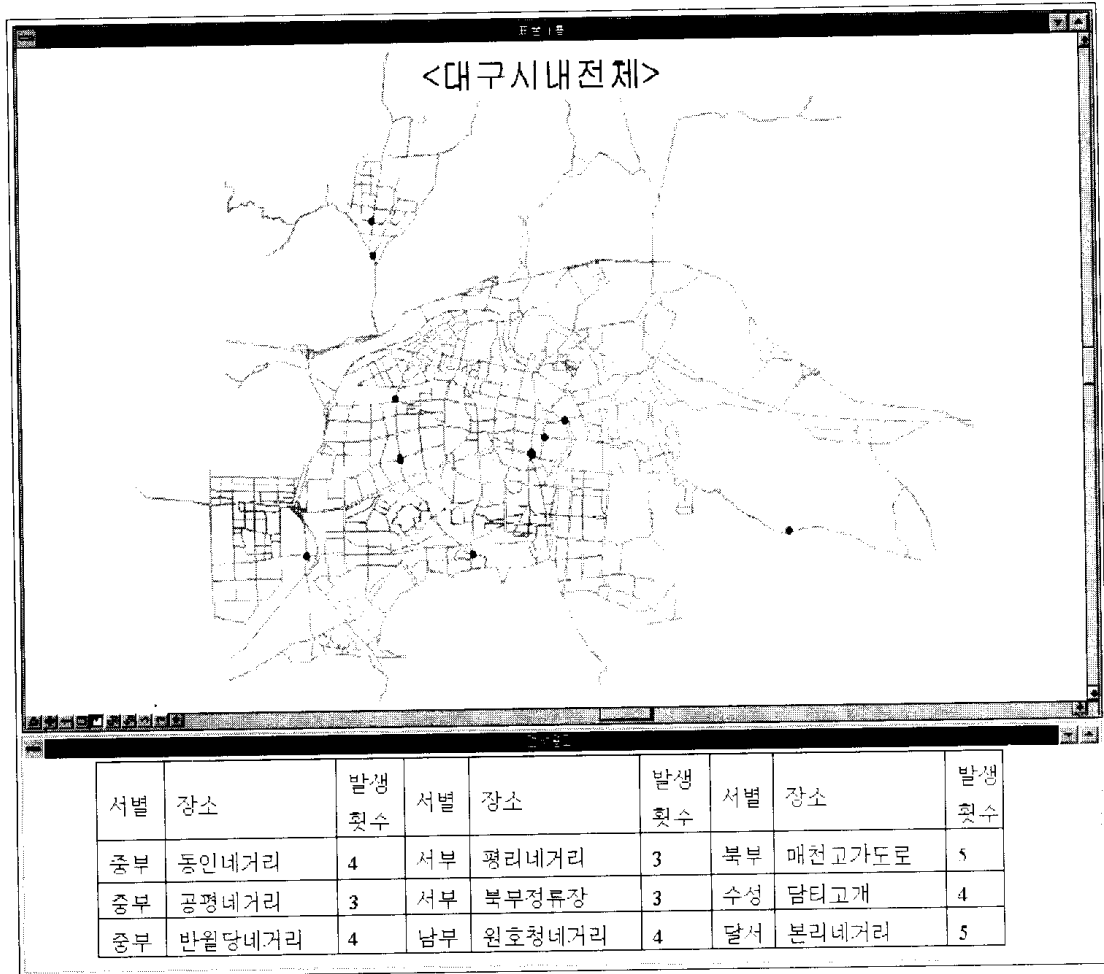 <대구시내전체>
서별 장소 발생횟수 서별 장소 발생횟수 서별 장소 발생횟수
중부 동인네거리 4 서부 평리네거리 3 북부 매천고가도로 5
중부 공평네거리 3 서부 북부정류장 3 수성 담티고개 4
중부 반월당네거리 4 남부 원호청네거리 4 달서 본리네거리 5